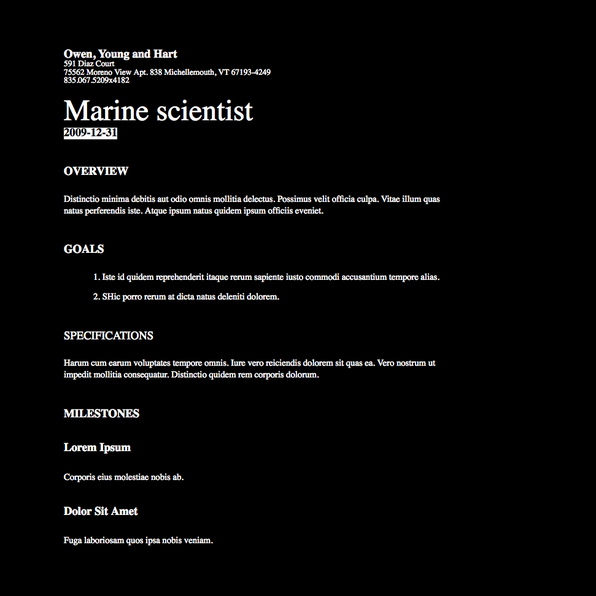 Owen, Young and Hart
591 Diaz Court
75562 Moreno View Apt. 838 Michellemouth, VT 67193-4249
835.067.5209x4182
Marine scientist
2009-12-31
OVERVIEW
Distinctio minima debitis aut odio omnis mollitia delectus. Possimus velit officia culpa. Vitae illum quas
natus perferendis iste. Atque ipsum natus quidem ipsum officiis eveniet.
GOALS
1. Iste id quidem reprehenderit itaque rerum sapiente iusto commodi accusantium tempore alias.
2. SHic porro rerum at dicta natus deleniti dolorem.
SPECIFICATIONS
Harum cum earum voluptates tempore omnis. Iure vero reiciendis dolorem sit quas ea. Vero nostrum ut
impedit mollitia consequatur. Distinctio quidem rem corporis dolorum.
MILESTONES
Lorem Ipsum
Corporis eius molestiae nobis ab.
Dolor Sit Amet
Fuga laboriosam quos ipsa nobis veniam.